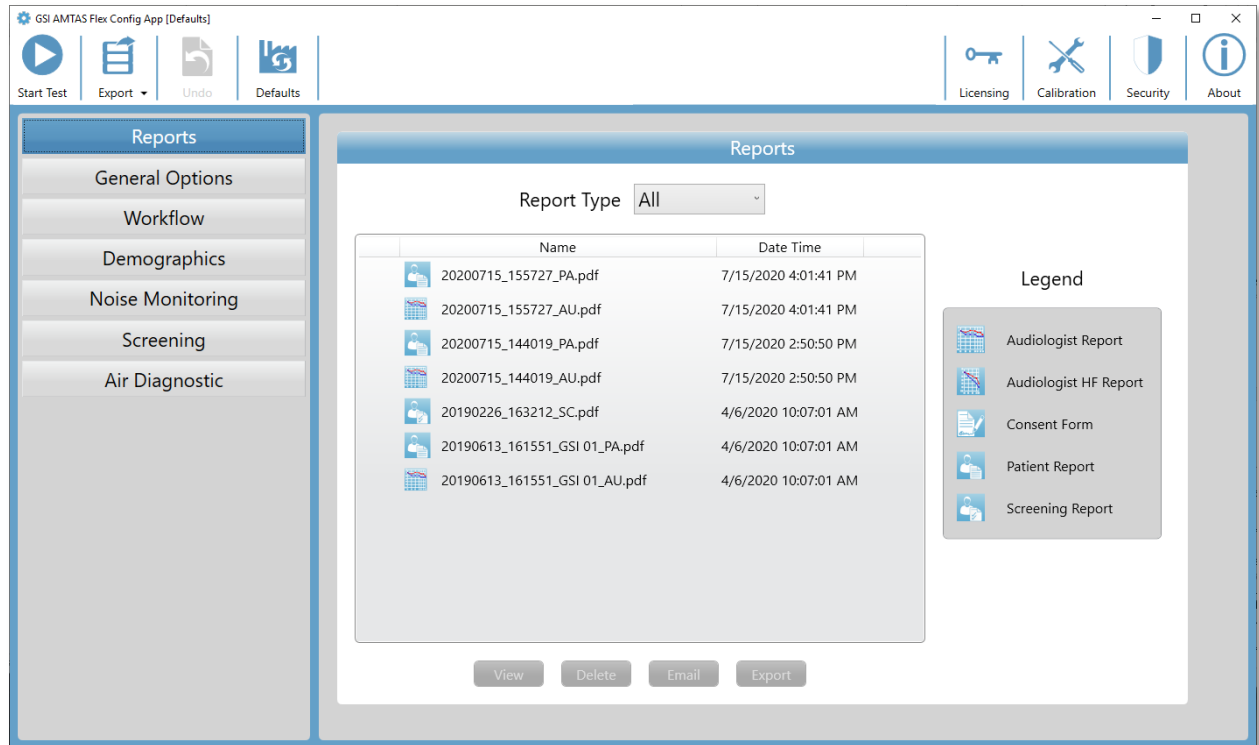 GSI AMTAS Flex Config App [Defaults]
Start Test
Export
Undo
Defaults
Licensing
Calibration
Security
About
Reports
General Options
Workflow
Demographics
Noise Monitoring
Screening
Air Diagnostic
Reports
Report Type All
Name Date Time
20200715_155727_PA.pdf 7/15/2020 4:01:41 PM
20200715_155727_AU.pdf 7/15/2020 4:01:41 PM
20200715_144019_PA.pdf 7/15/2020 2:50:50 PM
20200715_144019_AU.pdf 7/15/2020 2:50:50 PM
20190226_163212_SC.pdf 4/6/2020 10:07:01 AM
20190613_161551_GSI 01_PA.pdf 4/6/2020 10:07:01 AM
20190613_161551_GSI 01_AU.pdf 4/6/2020 10:07:01 AM
Legend
Audiologist Report
Audiologist HF Report
Consent Form
Patient Report
Screening Report
View
Delete
Email
Export